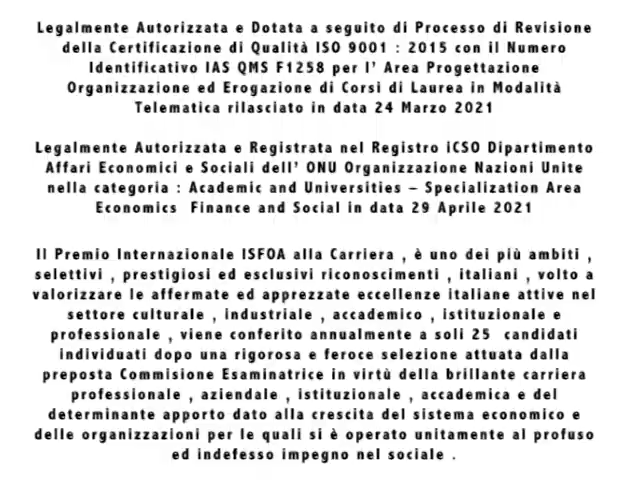 Legalmente Autorizzata e Dotata a seguito di Processo di Revisione
della Certificazione di Qualità ISO 9001 : 2015 con il Numero
Identificativo IAS QMS F1258 per l' Area Progettazione
Organizzazione ed Erogazione di Corsi di Laurea in Modalità
Telematica rilasciato in data 24 Marzo 2021
Legalmente Autorizzata e Registrata nel Registro iCSO Dipartimento
Affari Economici e Sociali dell' ONU Organizzazione Nazioni Unite
nella categoria : Academic and Universities – Specialization Area
Economics Finance and Social in data 29 Aprile 2021
Il Premio Internazionale ISFOA alla Carriera , è uno dei più ambiti ,
selettivi , prestigiosi ed esclusivi riconoscimenti , italiani , volto a
valorizzare le affermate ed apprezzate eccellenze italiane attive nel
settore culturale , industriale , accademico , istituzionale e
professionale , viene conferito annualmente a soli 25 candidati
individuati dopo una rigorosa e feroce selezione attuata dalla
preposta Commisione Esaminatrice in virtù della brillante carriera
professionale , aziendale , istituzionale , accademica e del
determinante apporto dato alla crescita del sistema economico e
delle organizzazioni per le quali si è operato unitamente al profuso
ed indefesso impegno nel sociale .